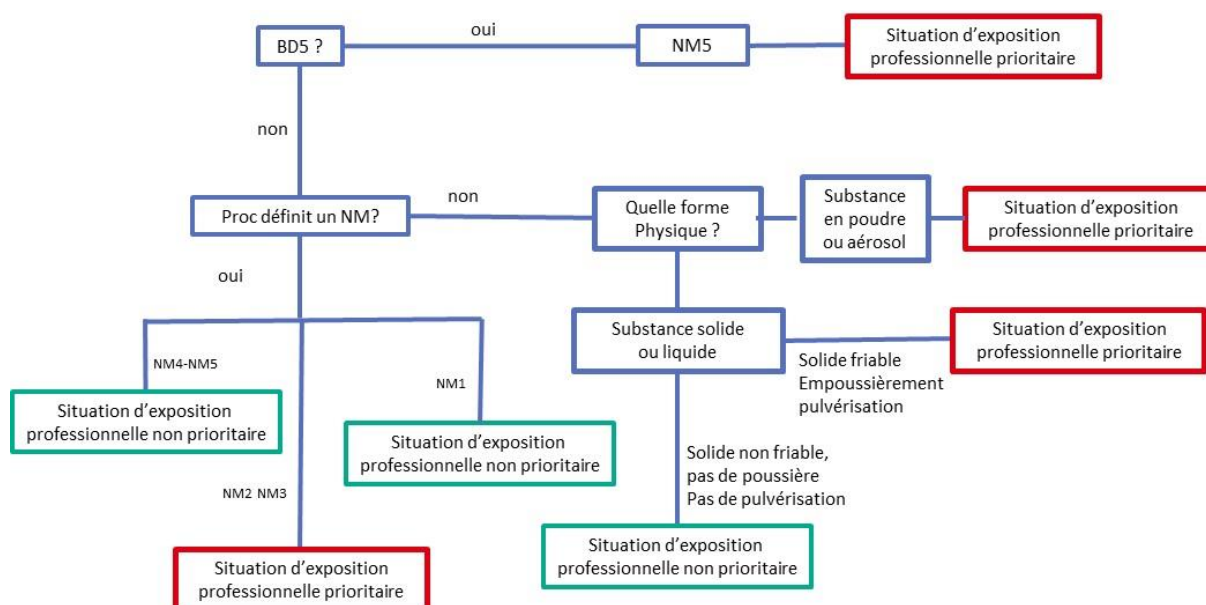 BD5 ?
oui
NM5
Situation d’exposition
professionnelle prioritaire
non
Proc définit un NM?
non
Quelle forme
Physique ?
Substance
en poudre
ou aérosol
Situation d’exposition
professionnelle prioritaire
oui
Substance solide
ou liquide
Situation d’exposition
professionnelle prioritaire
Solide friable
Empoussièrement
pulvérisation
NM4-NM5
NM1
Situation d’exposition
professionnelle non prioritaire
Situation d’exposition
professionnelle non prioritaire
Solide non friable,
pas de poussière
Pas de pulvérisation
NM2 NM3
Situation d’exposition
professionnelle non prioritaire
Situation d’exposition
professionnelle prioritaire